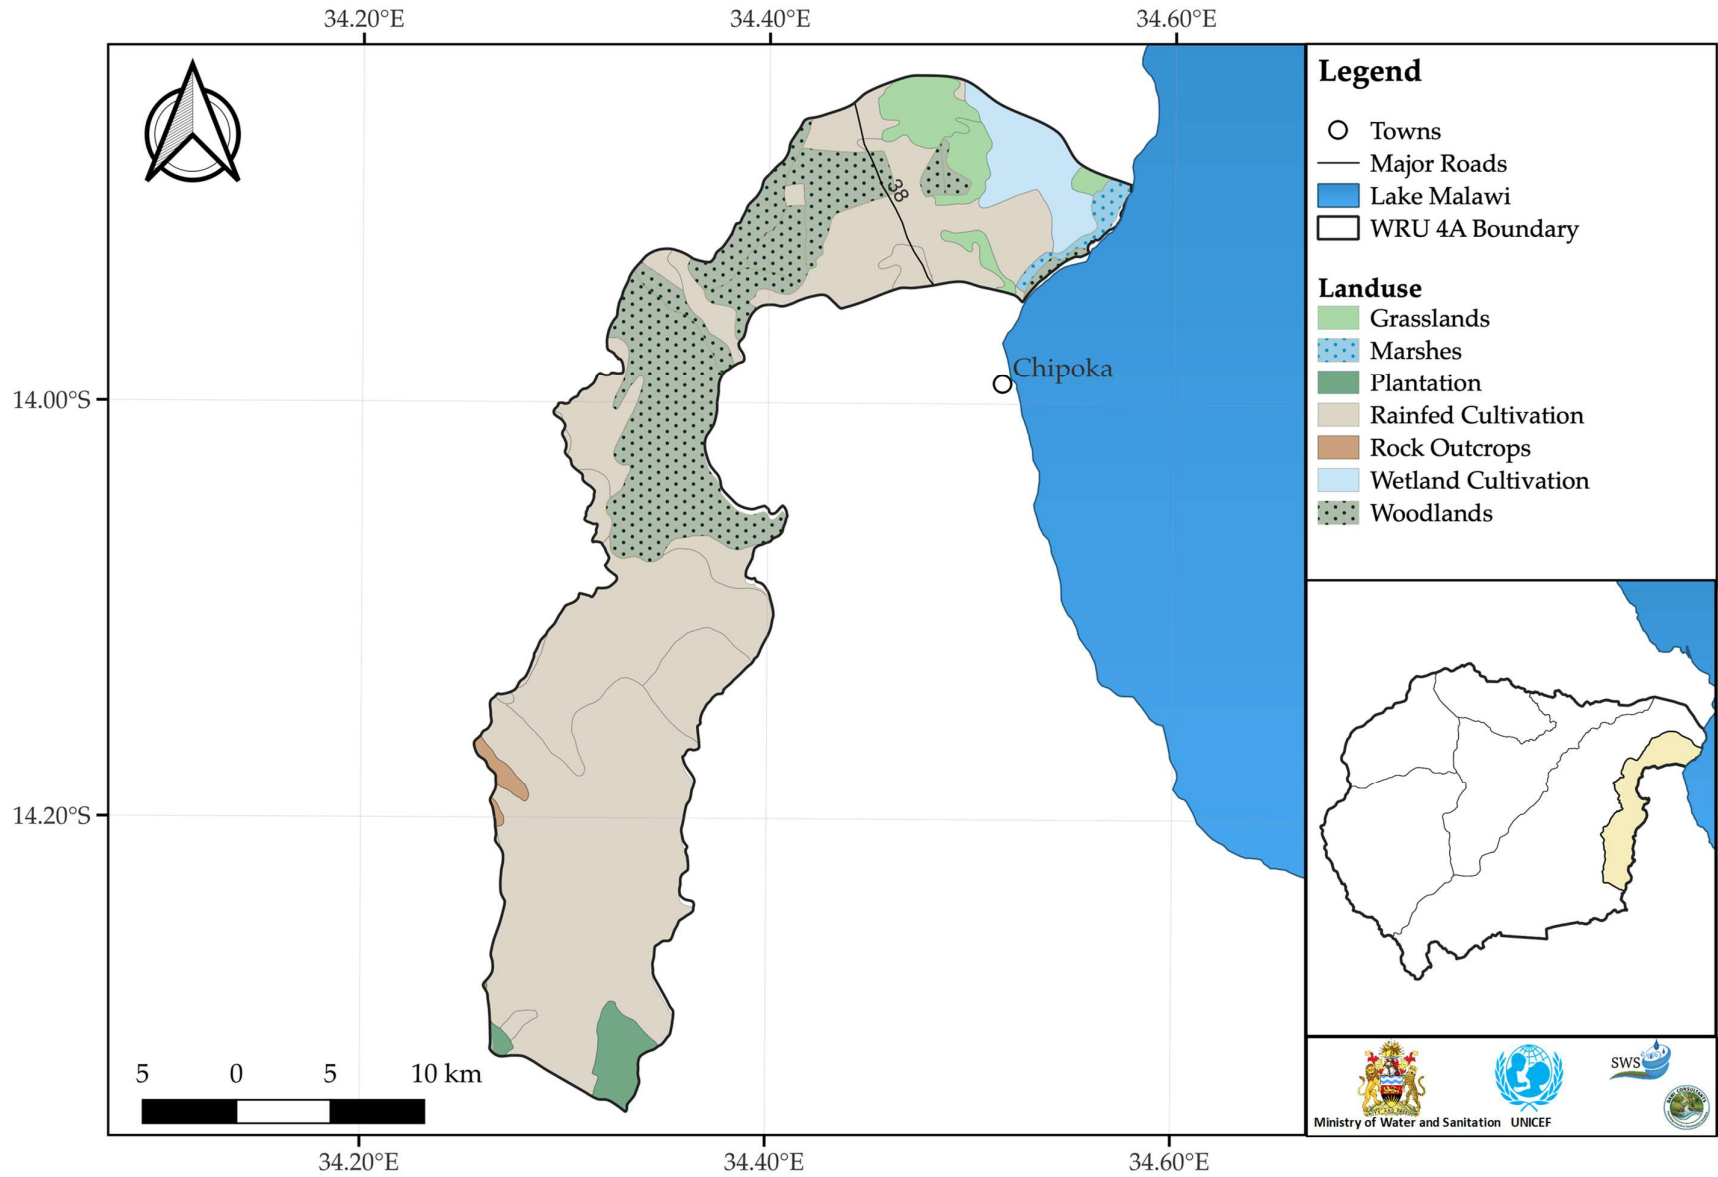 34.20°E 34.40°E 34.60°E
Legend
Towns
Major Roads
Lake Malawi
WRU 4A Boundary
38
Landuse
Grasslands
Marshes
Plantation
Rainfed Cultivation
Rock Outcrops
Wetland Cultivation
Woodlands
Chipoka
14.00°S
14.20°S
5 0 5 10 km
SWS
Ministry of Water and Sanitation UNICEF
34.20°E 34.40°E 34.60°E